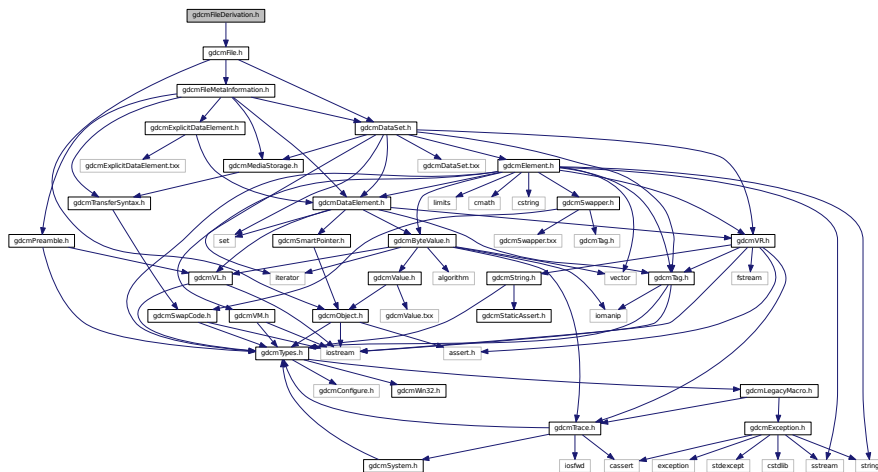 gdcmFileDerivation.h
gdcmFile.h
gdcmFileMetaInformation.h
gdcmExplicitDataElement.h
gdcmDataSet.h
gdcmExplicitDataElement.txx
gdcmMediaStorage.h
gdcmDataSet.txx
gdcmElement.h
gdcmTransferSyntax.h
gdcmDataElement.h
limits
cmath
cstring
gdcmSwapper.h
gdcmPreamble.h
set
gdcmSmartPointer.h
gdcmByteValue.h
gdcmSwapper.txx
gdcmTag.h
gdcmVR.h
gdcmVL.h
iterator
gdcmValue.h
algorithm
gdcmString.h
vector
gdcmTag.h
fstream
gdcmSwapCode.h
gdcmVM.h
gdcmObject.h
gdcmValue.txx
gdcmStaticAssert.h
iomanip
gdcmTypes.h
iostream
assert.h
gdcmConfigure.h
gdcmWin32.h
gdcmLegacyMacro.h
gdcmTrace.h
gdcmException.h
gdcmSystem.h
iosfwd
cassert
exception
stdexcept
cstdlib
sstream
string